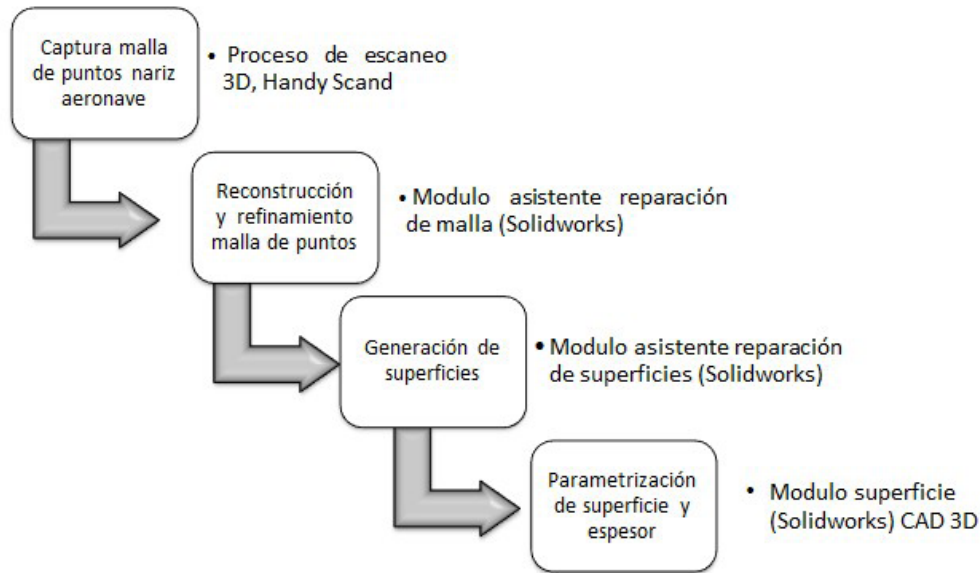 Captura malla
de puntos nariz
aeronave
• Proceso de escaneo
3D, Handy Scand
Reconstrucción
y refinamiento
malla de puntos
• Modulo asistente reparación
de malla (Solidworks)
Generación de
superficies
• Modulo asistente reparación
de superficies (Solidworks)
Parametrización
de superficie y
espesor
• Modulo superficie
(Solidworks) CAD 3D